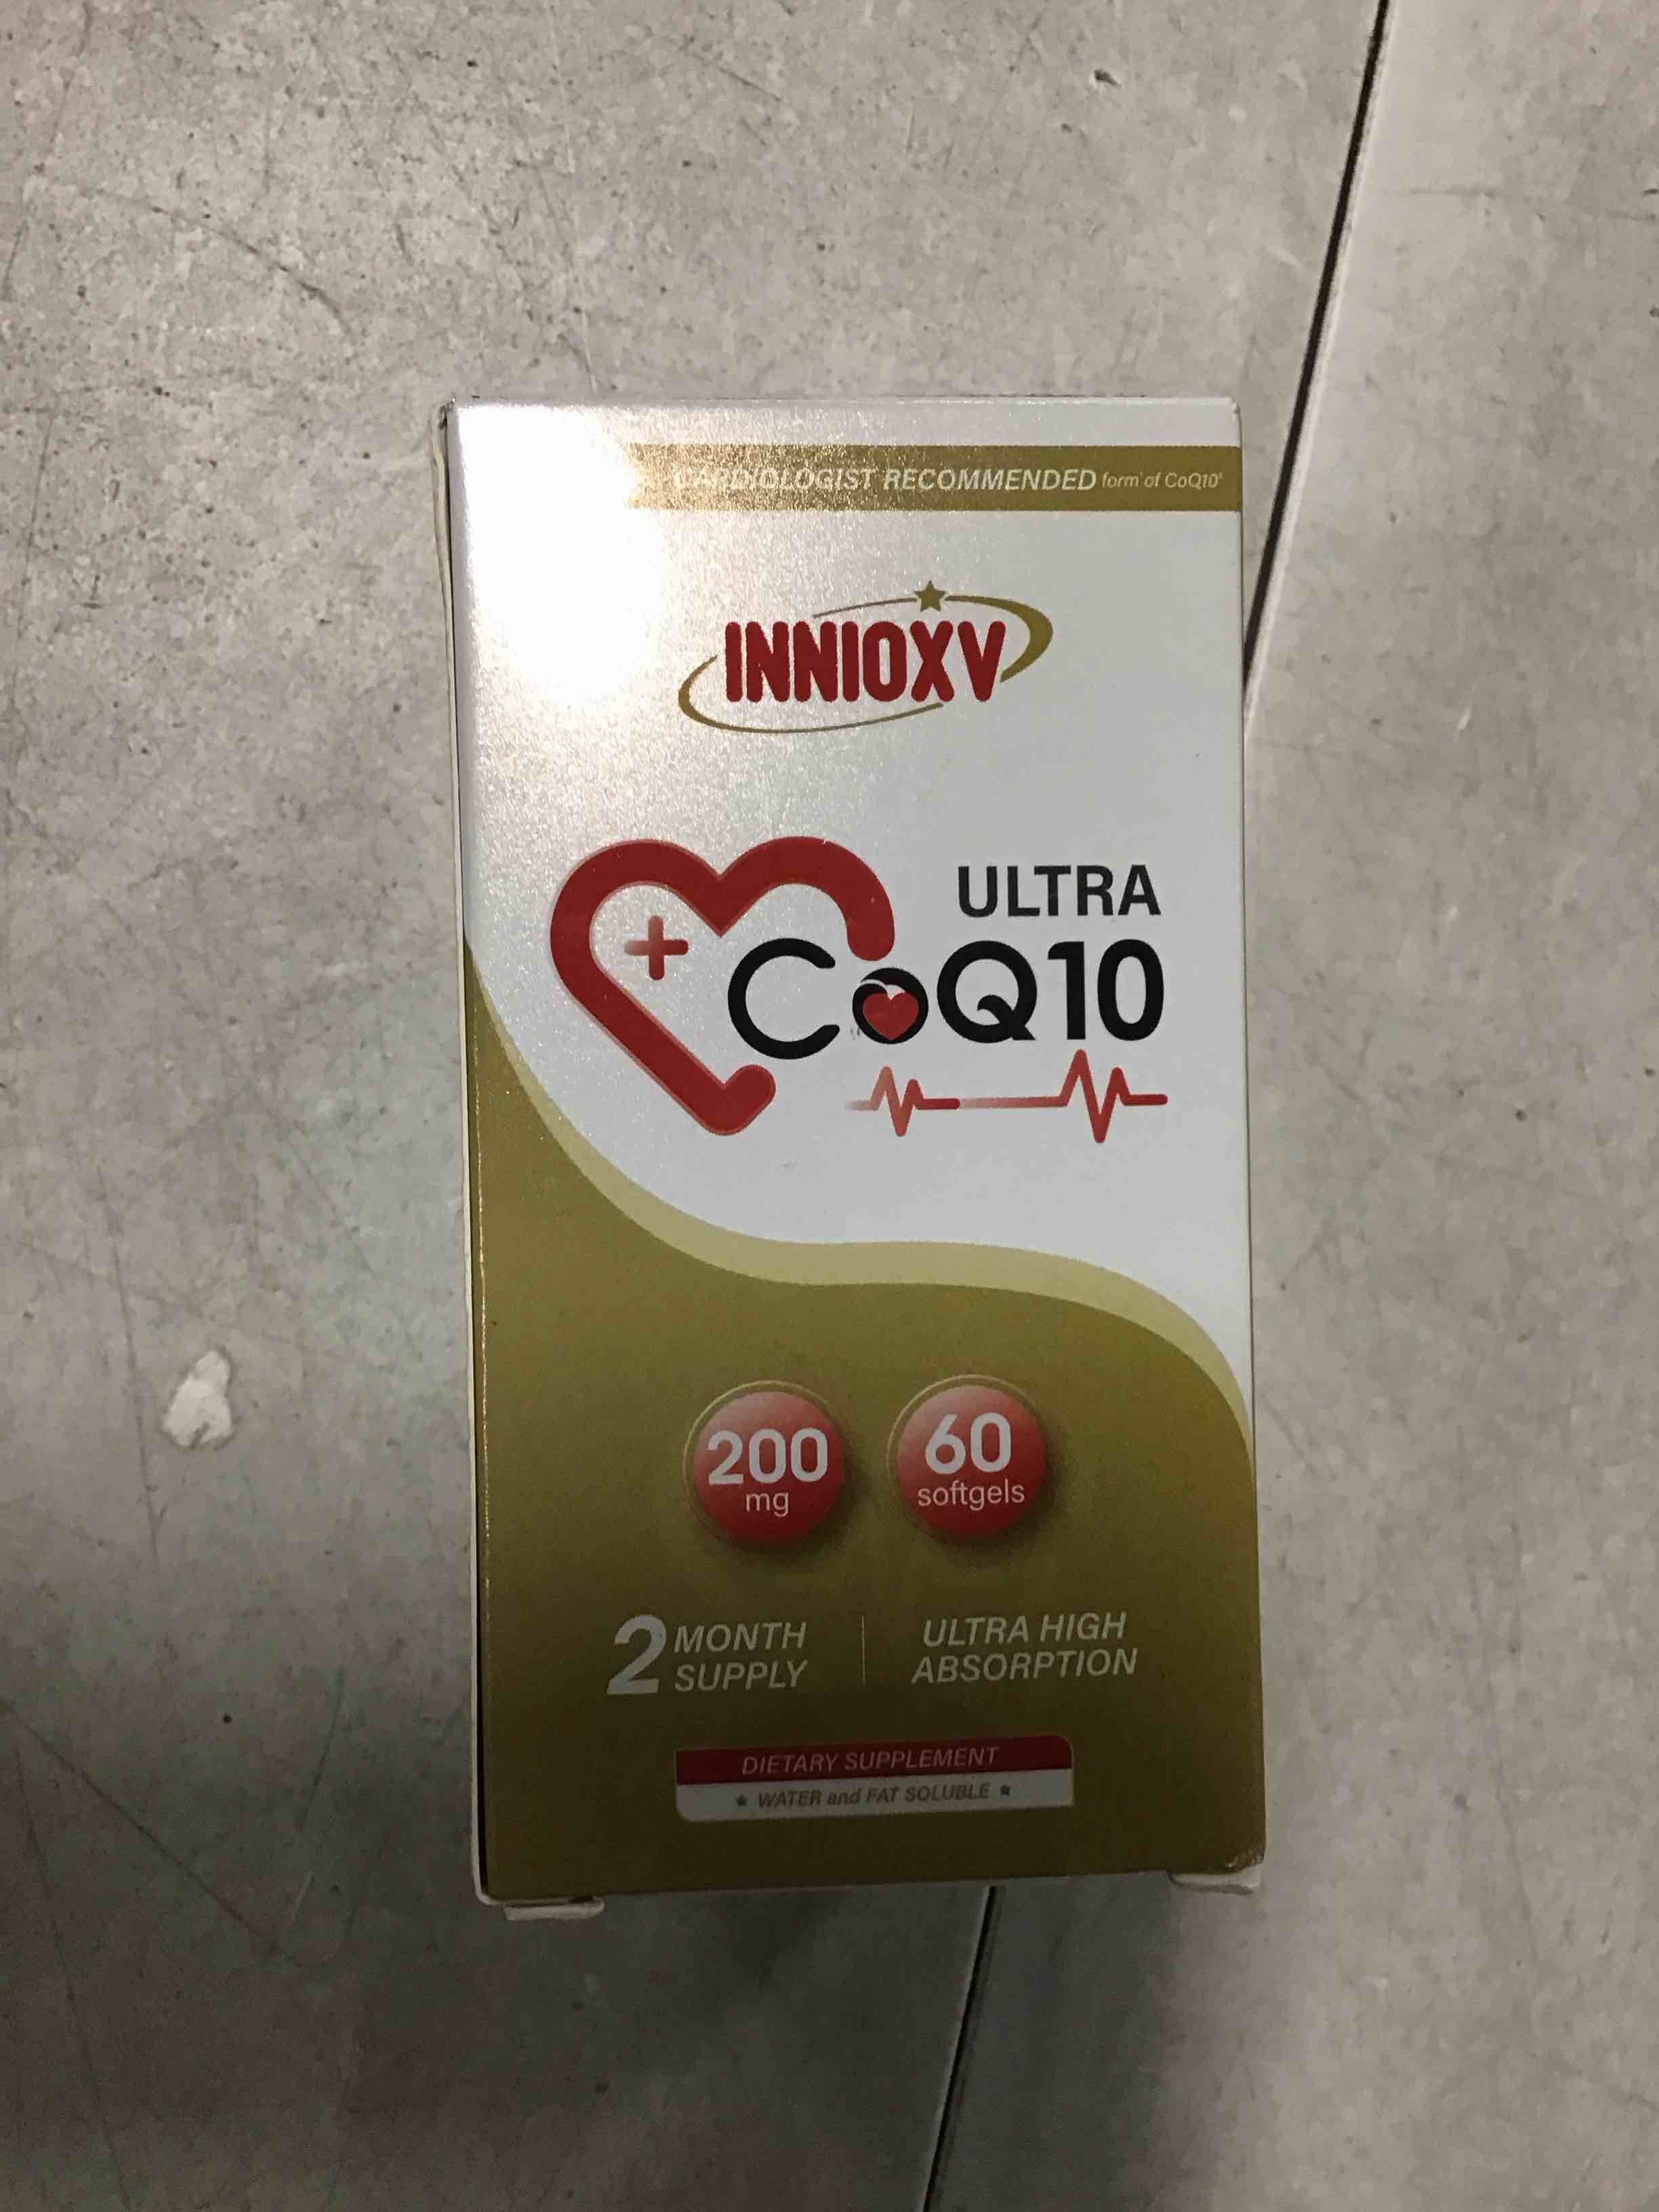 CARDIOLOGIST RECOMMENDED form† of CoQ10‡
INNIOXV
ULTRA
CoQ10
200
mg
60
softgels
2 MONTH
SUPPLY
ULTRA HIGH
ABSORPTION
DIETARY SUPPLEMENT
★ WATER and FAT SOLUBLE ★